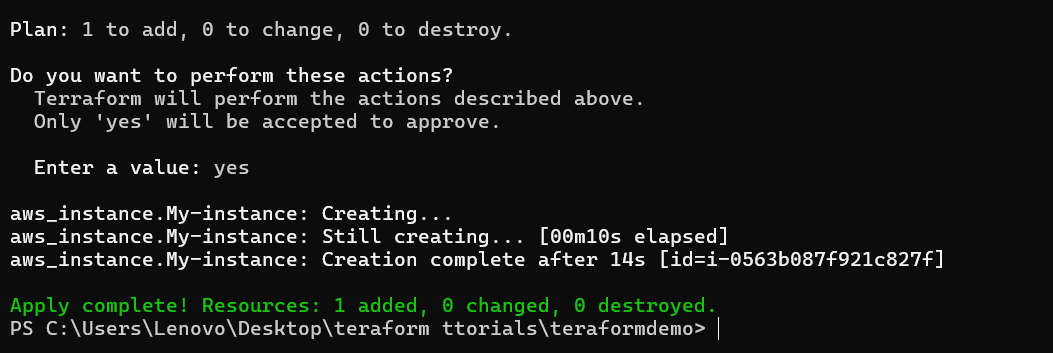 Plan: 1 to add, 0 to change, 0 to destroy.
Do you want to perform these actions?
Terraform will perform the actions described above.
Only 'yes' will be accepted to approve.
Enter a value: yes
aws_instance.My-instance: Creating...
aws_instance.My-instance: Still creating... [00m10s elapsed]
aws_instance.My-instance: Creation complete after 14s [id=i-0563b087f921c827f]
Apply complete! Resources: 1 added, 0 changed, 0 destroyed.
PS C:\Users\Lenovo\Desktop\teraform ttorials\teraformdemo>